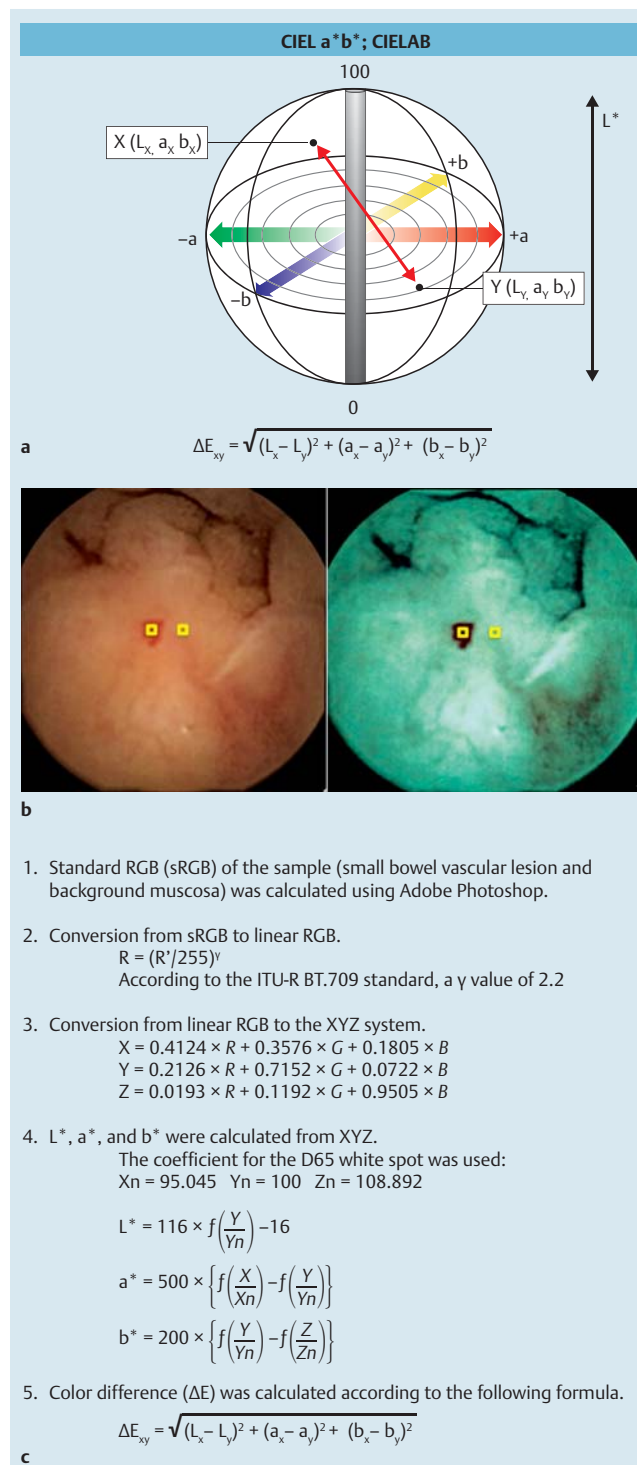 CIEL a*b*; CIELAB
100
L*
X (Lx, ax bx)
+b
−a
+a
−b
Y (LY, aY bY)
0
a
ΔExy = √(Lx − Ly)² + (ax − ay)² + (bx − by)²
b
1. Standard RGB (sRGB) of the sample (small bowel vascular lesion and
background muscosa) was calculated using Adobe Photoshop.
2. Conversion from sRGB to linear RGB.
R = (R’/255)ᵞ
According to the ITU-R BT.709 standard, a γ value of 2.2
3. Conversion from linear RGB to the XYZ system.
X = 0.4124 × R + 0.3576 × G + 0.1805 × B
Y = 0.2126 × R + 0.7152 × G + 0.0722 × B
Z = 0.0193 × R + 0.1192 × G + 0.9505 × B
4. L*, a*, and b* were calculated from XYZ.
The coefficient for the D65 white spot was used:
Xn = 95.045 Yn = 100 Zn = 108.892
L* = 116 × f(Y/Yn) −16
a* = 500 × {f(X/Xn) − f(Y/Yn)}
b* = 200 × {f(Y/Yn) − f(Z/Zn)}
5. Color difference (ΔE) was calculated according to the following formula.
ΔExy = √(Lx − Ly)² + (ax − ay)² + (bx − by)²
c